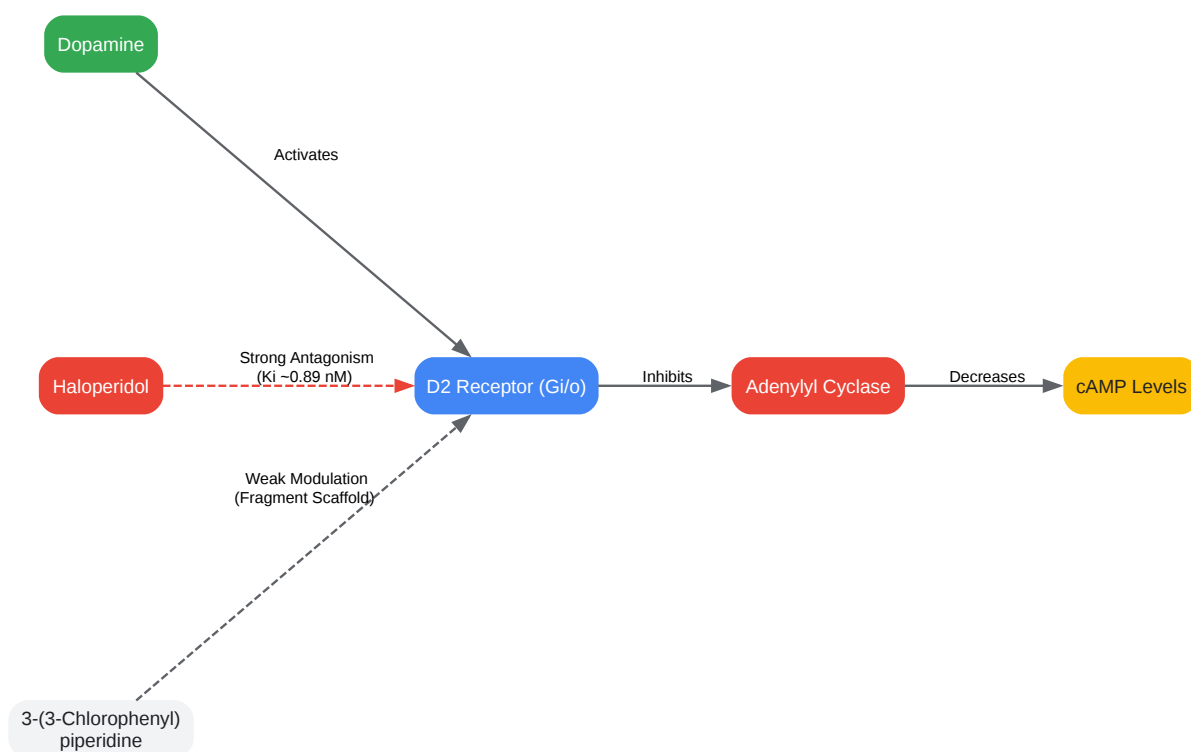 Dopamine
Activates
Strong Antagonism
(Ki ~0.89 nM)
Haloperidol
D2 Receptor (Gi/o)
Inhibits
Adenylyl Cyclase
Decreases
cAMP Levels
Weak Modulation
(Fragment Scaffold)
3-(3-Chlorophenyl)
piperidine